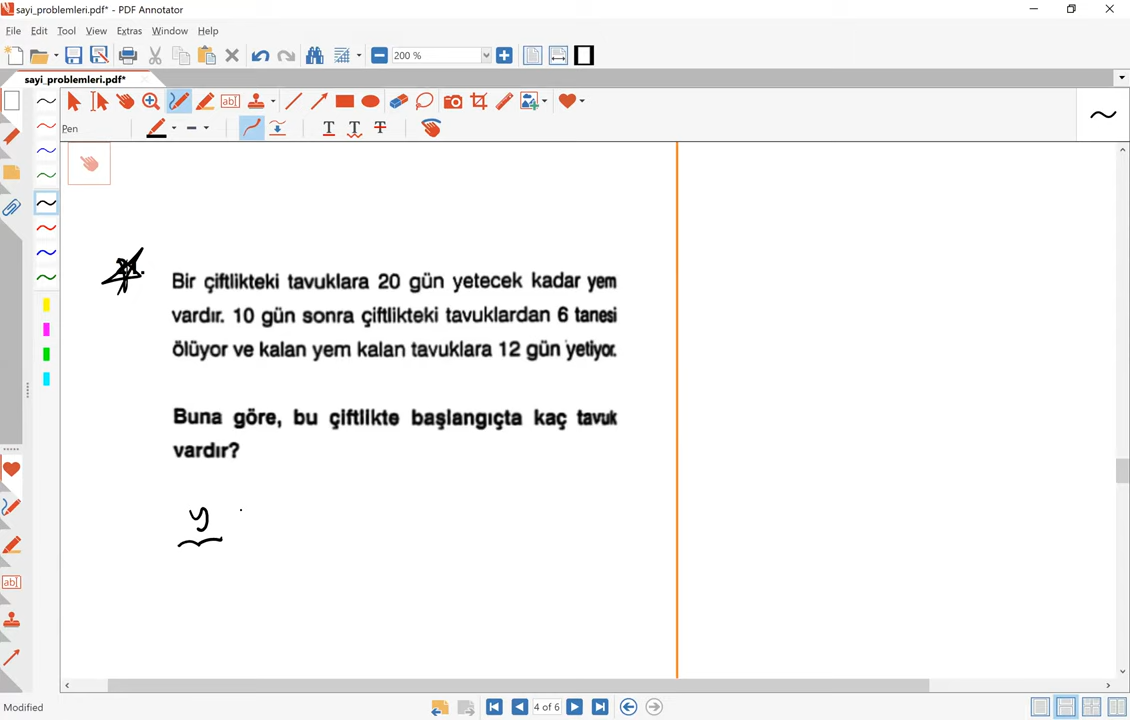 sayi_problemleri.pdf* - PDF Annotator
File Edit Tool View Extras Window Help
200 %
sayi_problemleri.pdf*
Pen
Bir çiftlikteki tavuklara 20 gün yetecek kadar yem
vardır. 10 gün sonra çiftlikteki tavuklardan 6 tanesi
ölüyor ve kalan yem kalan tavuklara 12 gün yetiyor.
Buna göre, bu çiftlikte başlangıçta kaç tavuk
vardır?
y
4 of 6
Modified